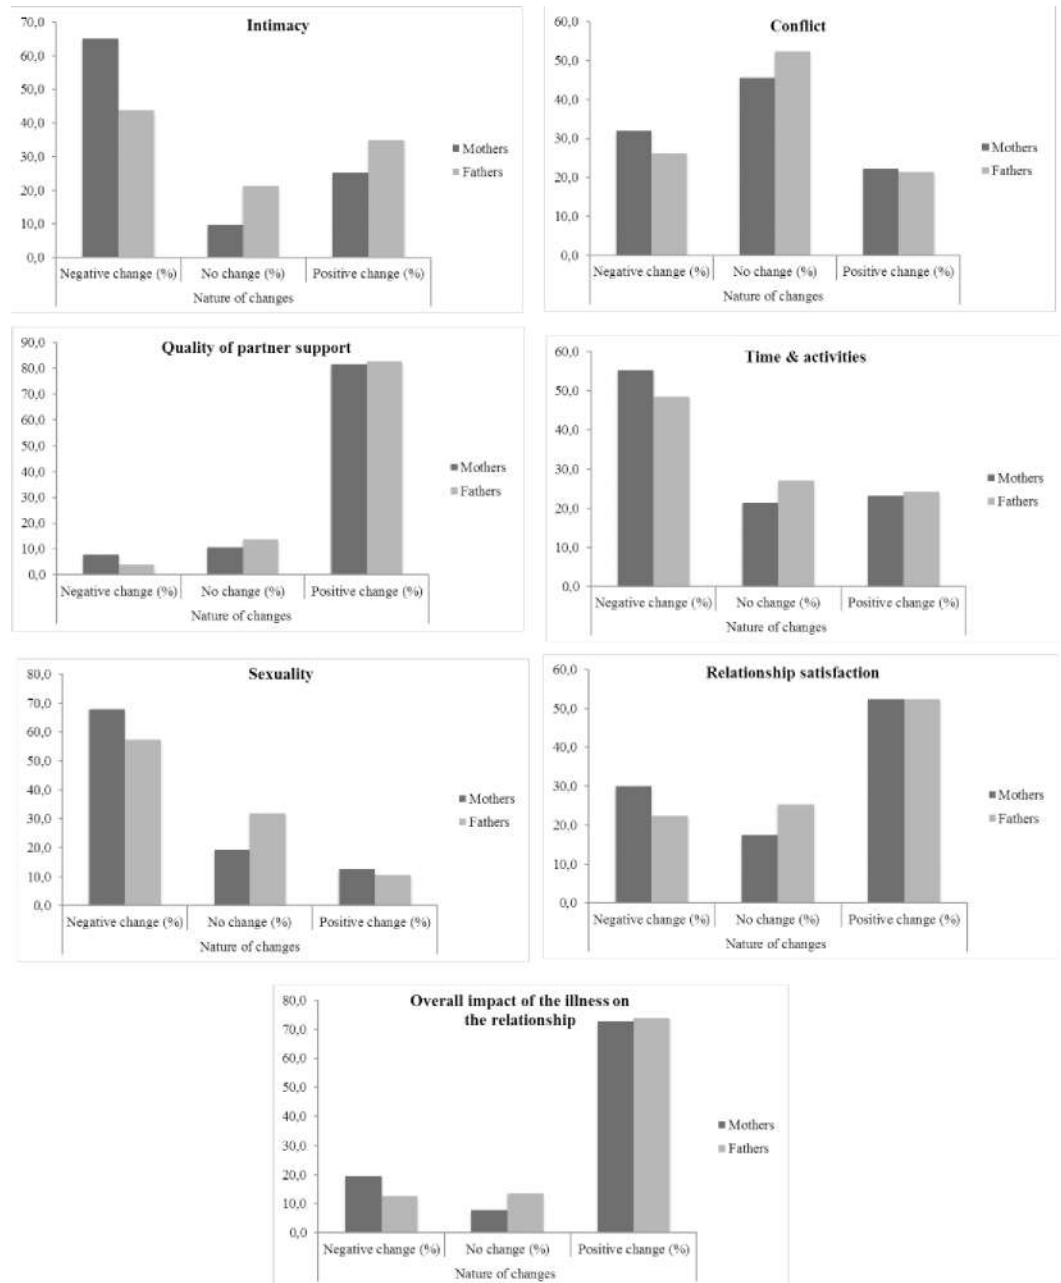 Intimacy
70,0
60,0
50,0
40,0
30,0
20,0
10,0
0,0
Mothers
Fathers
Negative change (%) No change (%) Positive change (%)
Nature of changes
Conflict
60,0
50,0
40,0
30,0
20,0
10,0
0,0
Mothers
Fathers
Negative change (%) No change (%) Positive change (%)
Nature of changes
Quality of partner support
90,0
80,0
70,0
60,0
50,0
40,0
30,0
20,0
10,0
0,0
Mothers
Fathers
Negative change (%) No change (%) Positive change (%)
Nature of changes
Time & activities
60,0
50,0
40,0
30,0
20,0
10,0
0,0
Mothers
Fathers
Negative change (%) No change (%) Positive change (%)
Nature of changes
Sexuality
80,0
70,0
60,0
50,0
40,0
30,0
20,0
10,0
0,0
Mothers
Fathers
Negative change (%) No change (%) Positive change (%)
Nature of changes
Relationship satisfaction
60,0
50,0
40,0
30,0
20,0
10,0
0,0
Mothers
Fathers
Negative change (%) No change (%) Positive change (%)
Nature of changes
Overall impact of the illness on
the relationship
80,0
70,0
60,0
50,0
40,0
30,0
20,0
10,0
0,0
Mothers
Fathers
Negative change (%) No change (%) Positive change (%)
Nature of changes